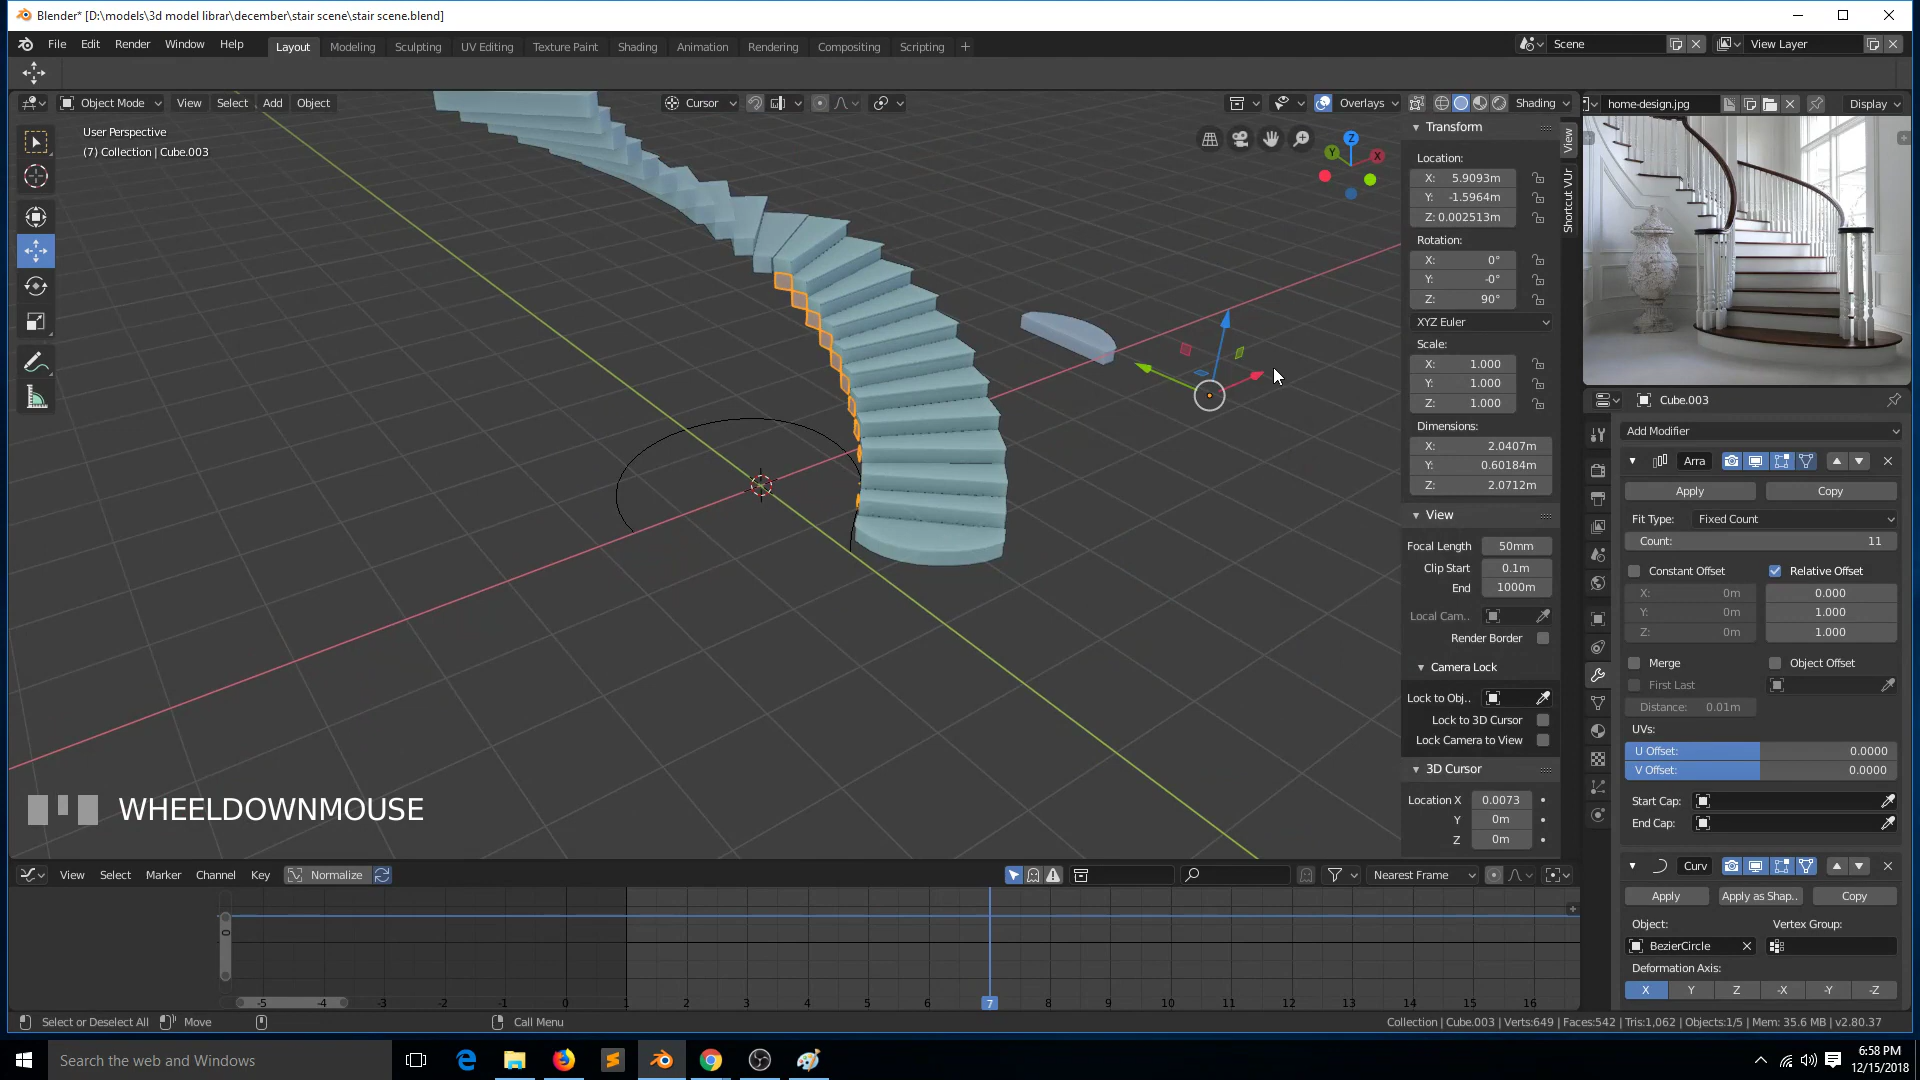 Blender* [D:\models\3d model librar\december\stair scene\stair scene.blend]
File Edit Render Window Help Layout Modeling Sculpting UV Editing Texture Paint Shading Animation Rendering Compositing Scripting + Scene View Layer
Object Mode View Select Add Object Cursor Overlays Shading home-design.jpg Display
User Perspective
(7) Collection | Cube.003
Z
Y
X
View
Shortcut VUr
Transform
Location:
X: 5.9093m
Y: -1.5964m
Z: 0.002513m
Rotation:
X: 0°
Y: -0°
Z: 90°
XYZ Euler
Scale:
X: 1.000
Y: 1.000
Z: 1.000
Dimensions:
X: 2.0407m
Y: 0.60184m
Z: 2.0712m
View
Focal Length 50mm
Clip Start 0.1m
End 1000m
Local Cam..
Render Border
Camera Lock
Lock to Obj..
Lock to 3D Cursor
Lock Camera to View
3D Cursor
Location X 0.0073
Y 0m
Z 0m
Cube.003
Add Modifier
Arra
Apply Copy
Fit Type: Fixed Count
Count: 11
Constant Offset Relative Offset
X: 0m 0.000
Y: 0m 1.000
Z: 0m 1.000
Merge Object Offset
First Last
Distance: 0.01m
UVs:
U Offset: 0.0000
V Offset: 0.0000
Start Cap:
End Cap:
Curv
Apply Apply as Shap.. Copy
Object: Vertex Group:
BezierCircle
Deformation Axis:
X Y Z -X -Y -Z
WHEELDOWNMOUSE
View Select Marker Channel Key Normalize Nearest Frame
0
-5 -4 -3 -2 -1 0 1 2 3 4 5 6 7 8 9 10 11 12 13 14 15 16
Select or Deselect All Move Call Menu Collection | Cube.003 | Verts:649 | Faces:542 | Tris:1,062 | Objects:1/5 | Mem: 35.6 MB | v2.80.37
Search the web and Windows
6:58 PM
12/15/2018